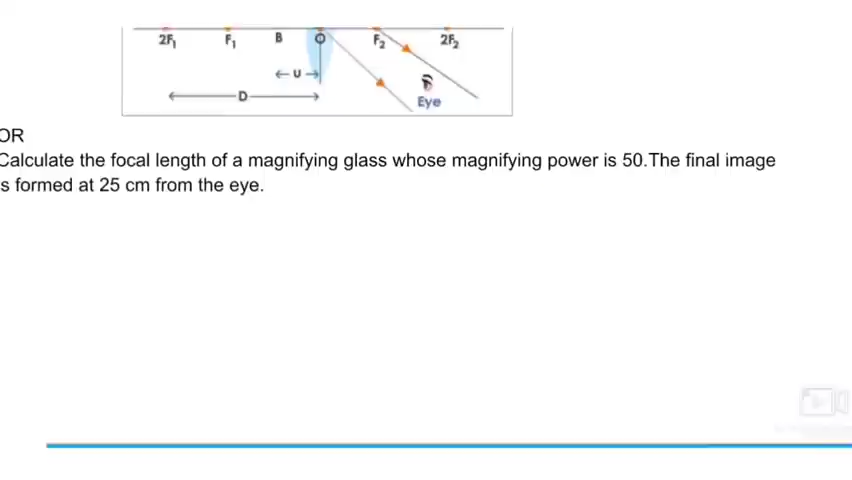 2F₁ F₁ B O F₂ 2F₂
U
D
Eye
OR
Calculate the focal length of a magnifying glass whose magnifying power is 50.The final image
s formed at 25 cm from the eye.